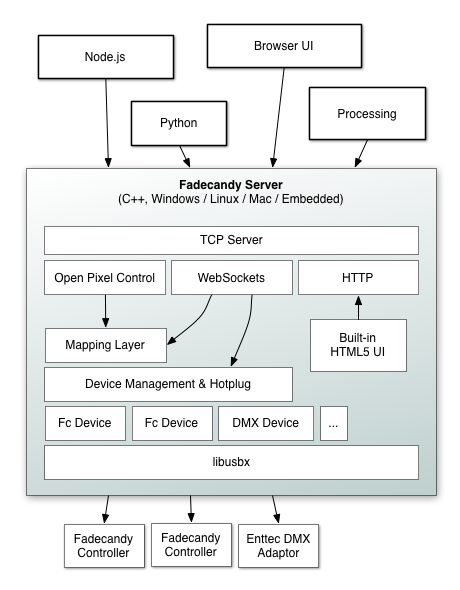 Node.js
Browser UI
Python
Processing
Fadecandy Server
(C++, Windows / Linux / Mac / Embedded)
TCP Server
Open Pixel Control
WebSockets
HTTP
Mapping Layer
Built-in
HTML5 UI
Device Management & Hotplug
Fc Device
Fc Device
DMX Device
...
libusbx
Fadecandy
Controller
Fadecandy
Controller
Enttec DMX
Adaptor